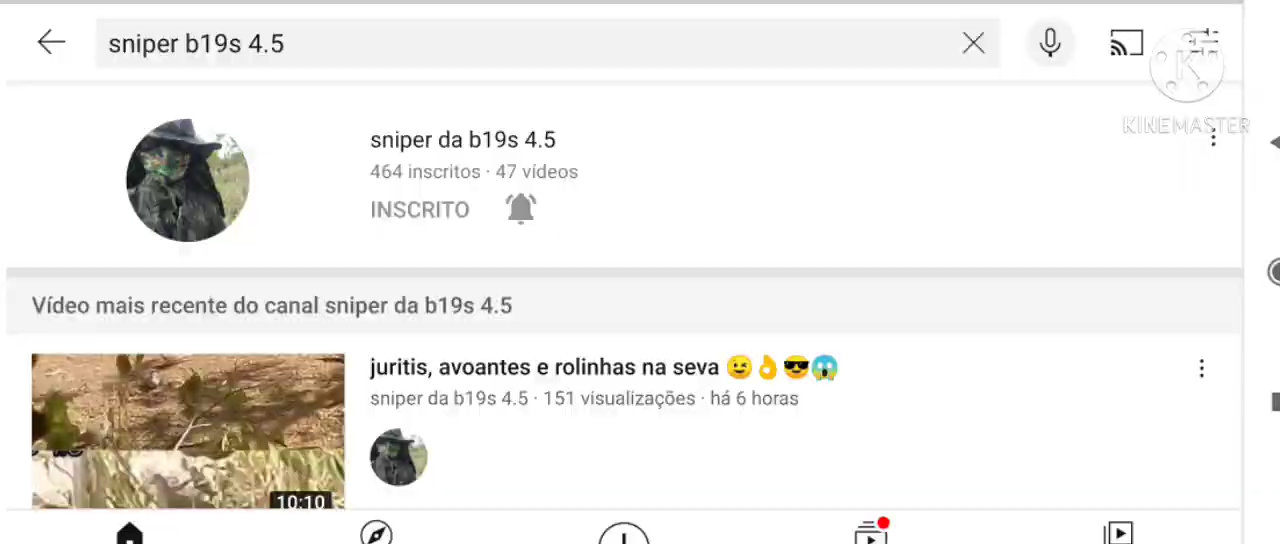 sniper b19s 4.5
K
KINEMASTER
sniper da b19s 4.5
464 inscritos · 47 vídeos
INSCRITO
Vídeo mais recente do canal sniper da b19s 4.5
juritis, avoantes e rolinhas na seva 😉👌😎😱
sniper da b19s 4.5 · 151 visualizações · há 6 horas
10:10